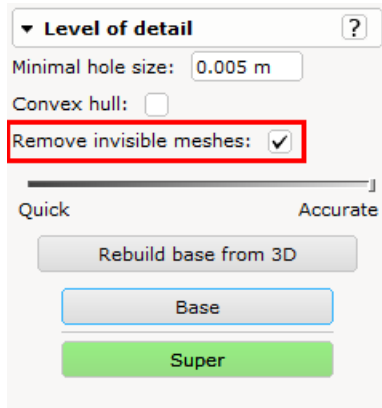 Level of detail ?
Minimal hole size: 0.005 m
Convex hull:
Remove invisible meshes:
Quick Accurate
Rebuild base from 3D
Base
Super